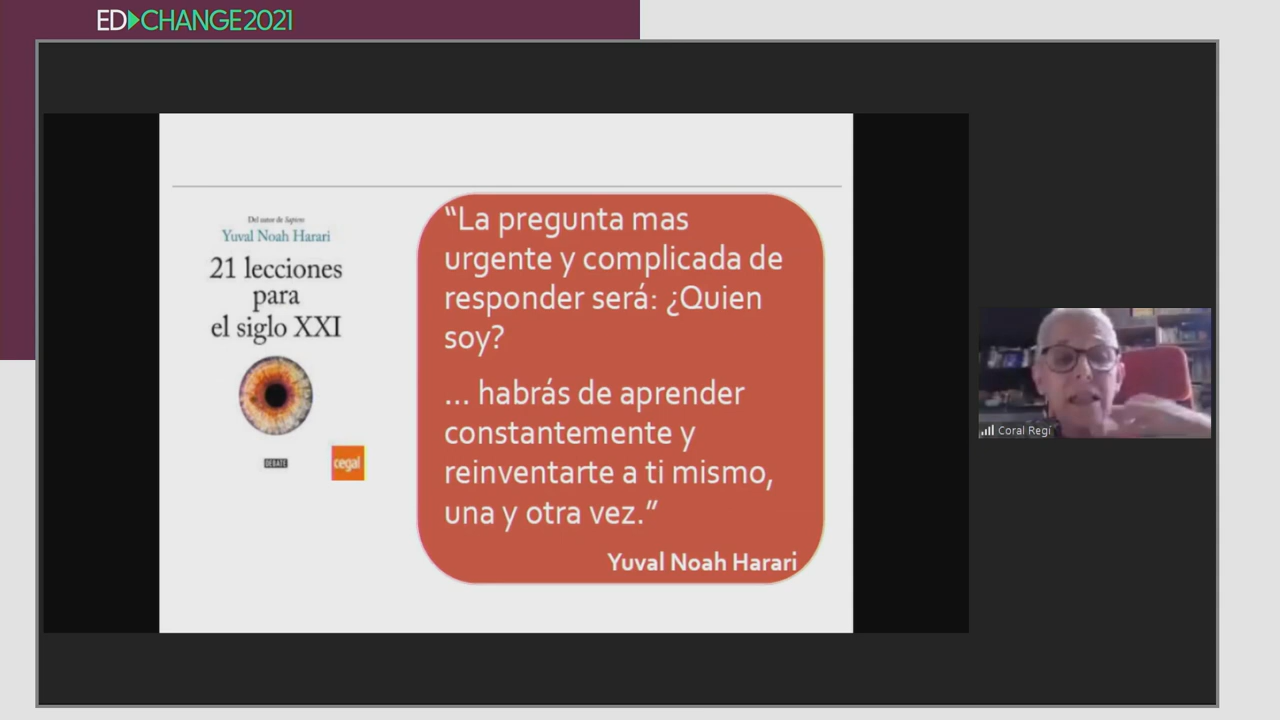 ED CHANGE2021
Del autor de Sapiens
Yuval Noah Harari
21 lecciones
para
el siglo XXI
DEBATE
cegal
“La pregunta mas
urgente y complicada de
responder será: ¿Quien
soy?
... habrás de aprender
constantemente y
reinventarte a ti mismo,
una y otra vez.”
Yuval Noah Harari
Coral Regí